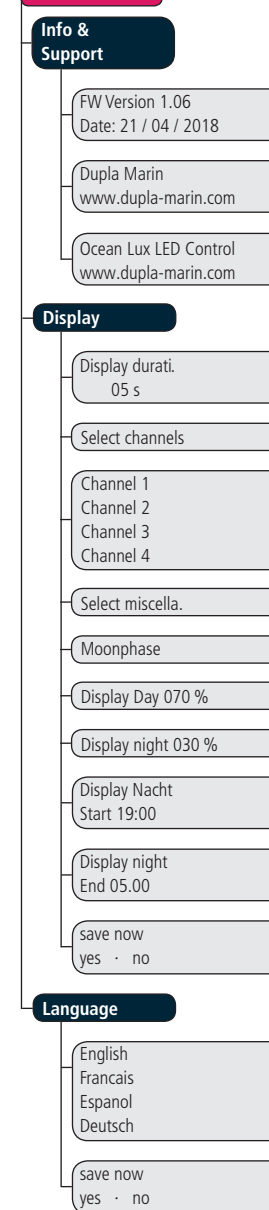 Info &
Support
FW Version 1.06
Date: 21 / 04 / 2018
Dupla Marin
www.dupla-marin.com
Ocean Lux LED Control
www.dupla-marin.com
Display
Display durati.
05 s
Select channels
Channel 1
Channel 2
Channel 3
Channel 4
Select miscella.
Moonphase
Display Day 070 %
Display night 030 %
Display Nacht
Start 19:00
Display night
End 05.00
save now
yes · no
Language
English
Francais
Espanol
Deutsch
save now
yes · no